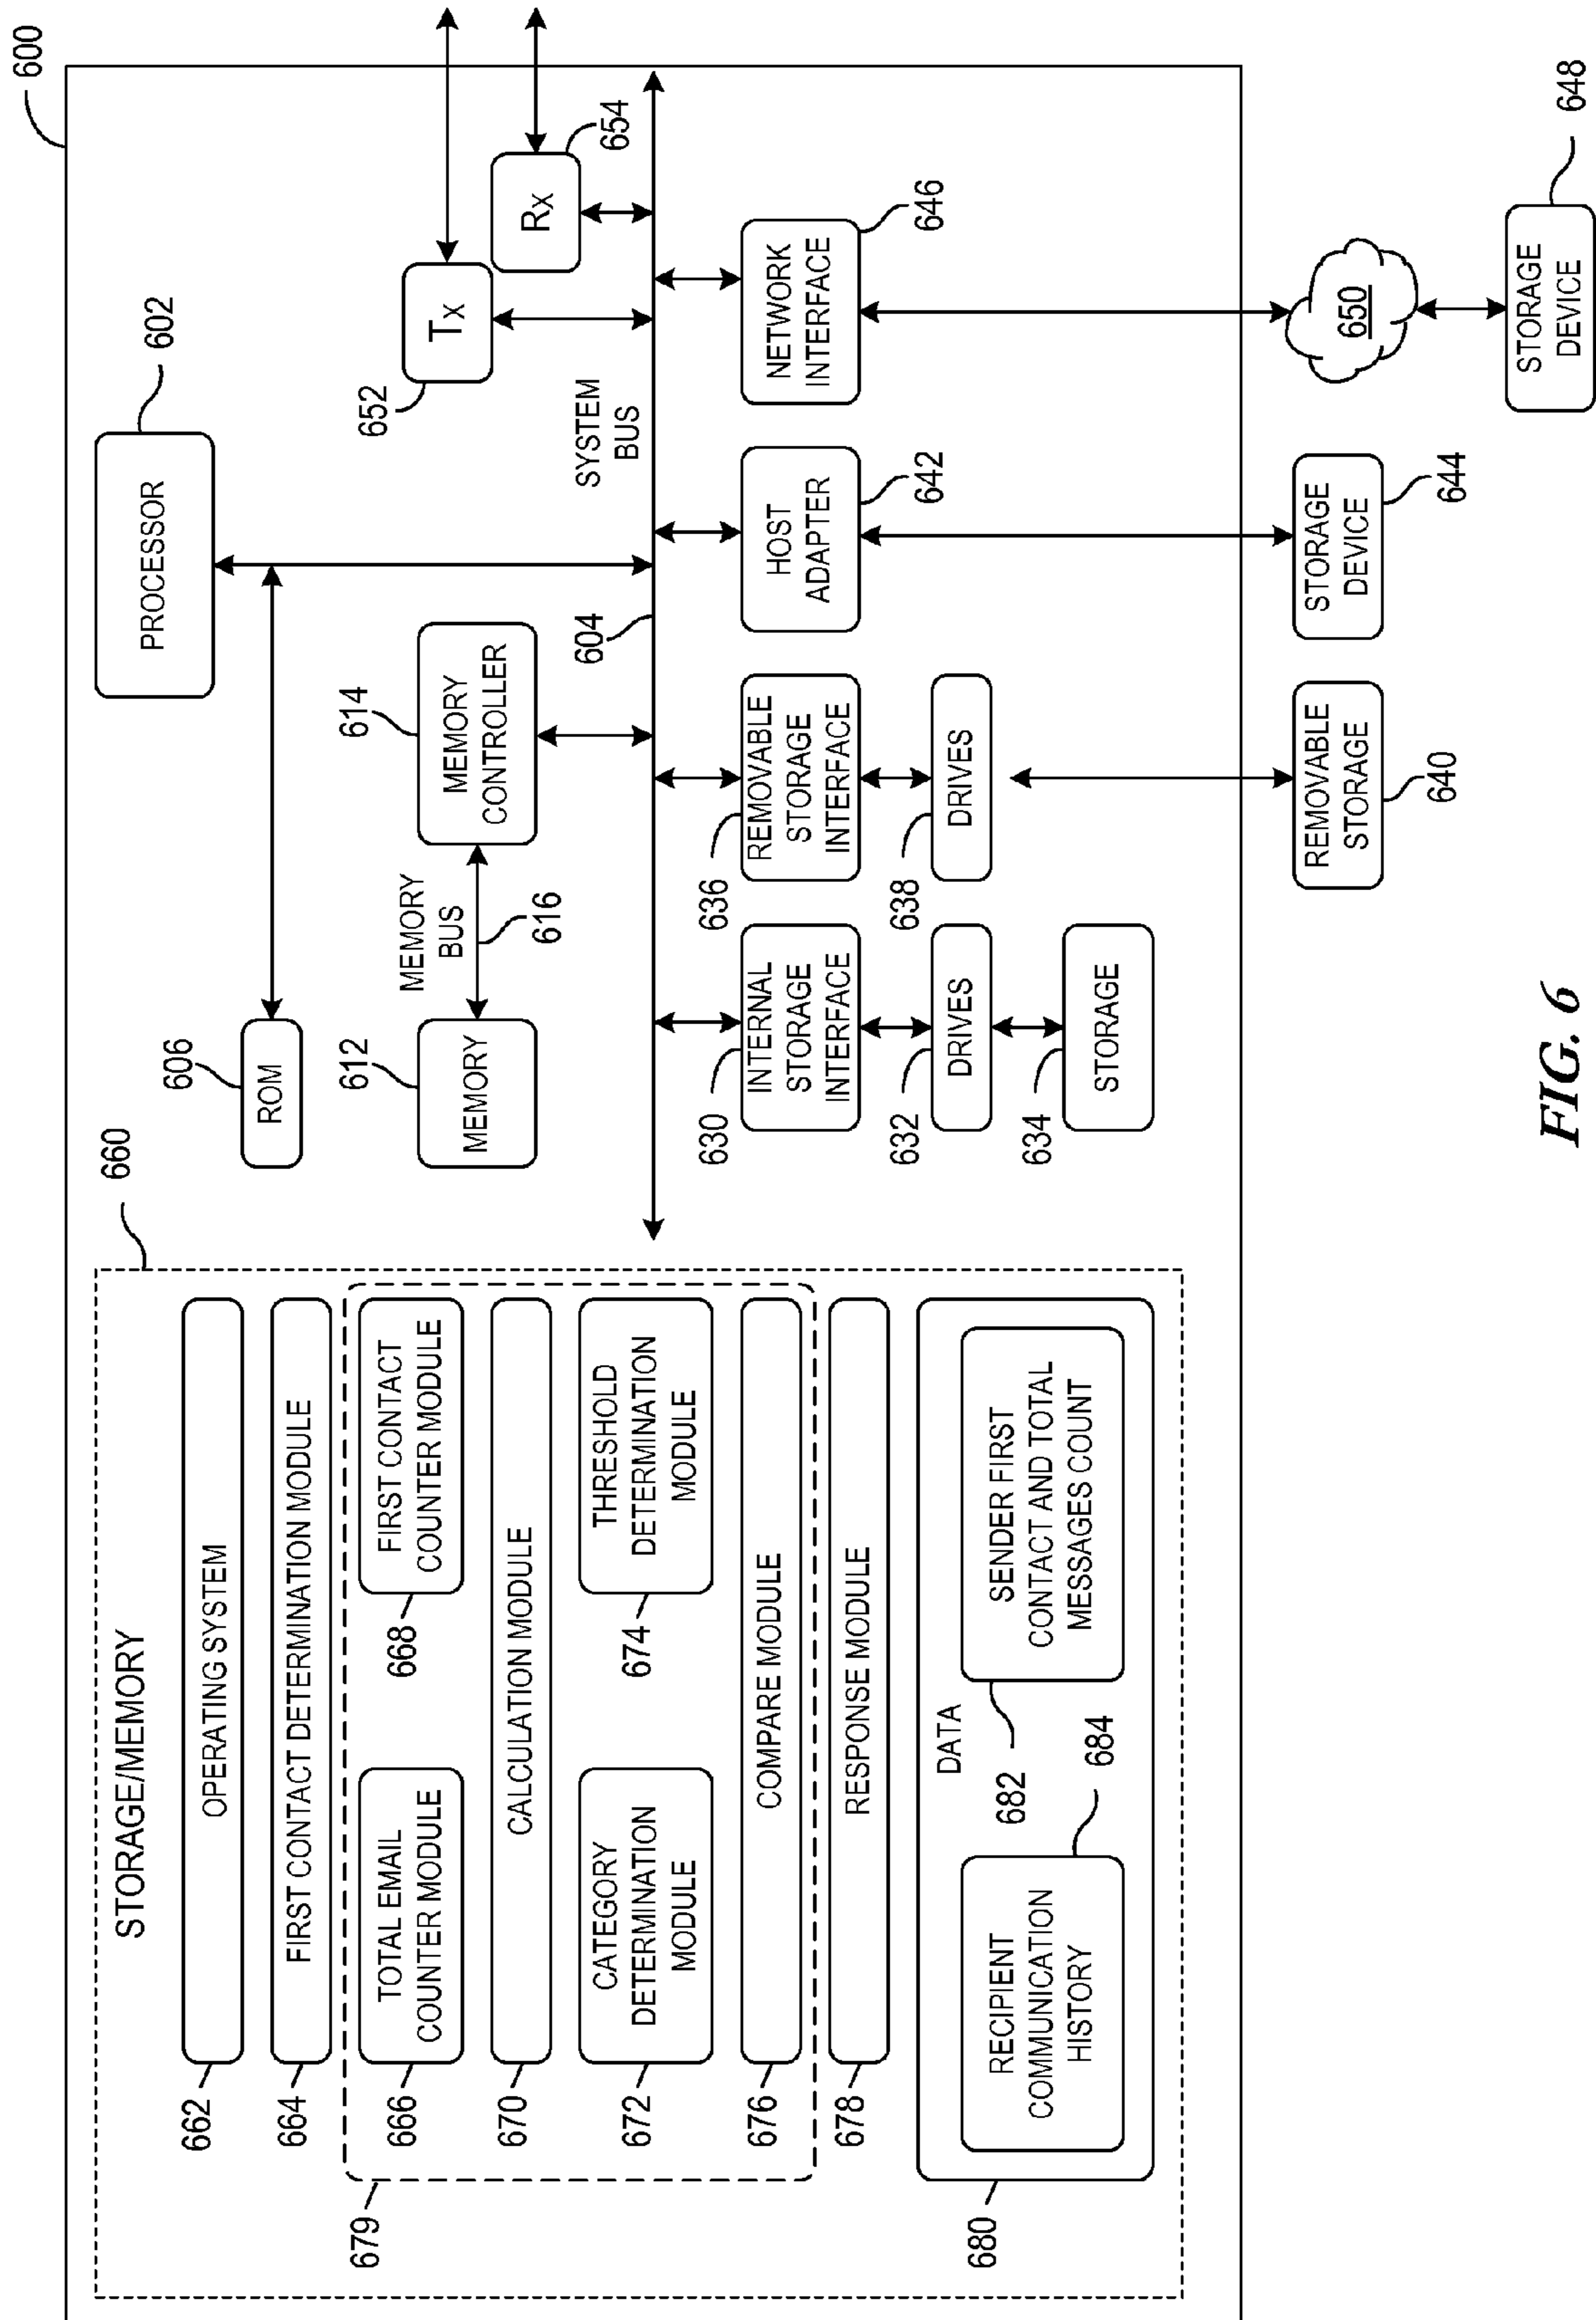 600
660
STORAGE/MEMORY
662
OPERATING SYSTEM
664
FIRST CONTACT DETERMINATION MODULE
679
666
TOTAL EMAIL
COUNTER MODULE
668
FIRST CONTACT
COUNTER MODULE
670
CALCULATION MODULE
672
CATEGORY
DETERMINATION
MODULE
674
THRESHOLD
DETERMINATION
MODULE
676
COMPARE MODULE
678
RESPONSE MODULE
680
DATA
RECIPIENT
COMMUNICATION
HISTORY
684
682
SENDER FIRST
CONTACT AND TOTAL
MESSAGES COUNT
PROCESSOR
602
606
ROM
612
MEMORY
MEMORY
BUS
616
614
MEMORY
CONTROLLER
652
Tx
Rx
654
604
SYSTEM
BUS
630
INTERNAL
STORAGE
INTERFACE
632
DRIVES
634
STORAGE
636
REMOVABLE
STORAGE
INTERFACE
638
DRIVES
REMOVABLE
STORAGE
640
HOST
ADAPTER
642
STORAGE
DEVICE
644
NETWORK
INTERFACE
646
650
STORAGE
DEVICE
648
FIG. 6